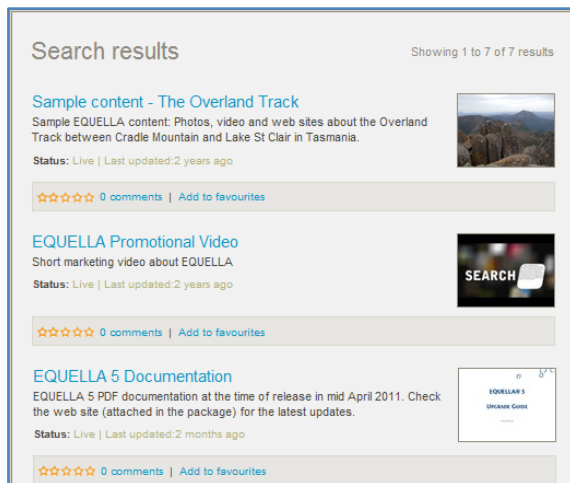 Search results
Showing 1 to 7 of 7 results
Sample content - The Overland Track
Sample EQUELLA content: Photos, video and web sites about the Overland
Track between Cradle Mountain and Lake St Clair in Tasmania.
Status: Live | Last updated:2 years ago
0 comments | Add to favourites
EQUELLA Promotional Video
Short marketing video about EQUELLA
Status: Live | Last updated:2 years ago
SEARCH
0 comments | Add to favourites
EQUELLA 5 Documentation
EQUELLA 5 PDF documentation at the time of release in mid April 2011. Check
the web site (attached in the package) for the latest updates.
Status: Live | Last updated:2 months ago
EQUELLA® 5
UPGRADE GUIDE
0 comments | Add to favourites